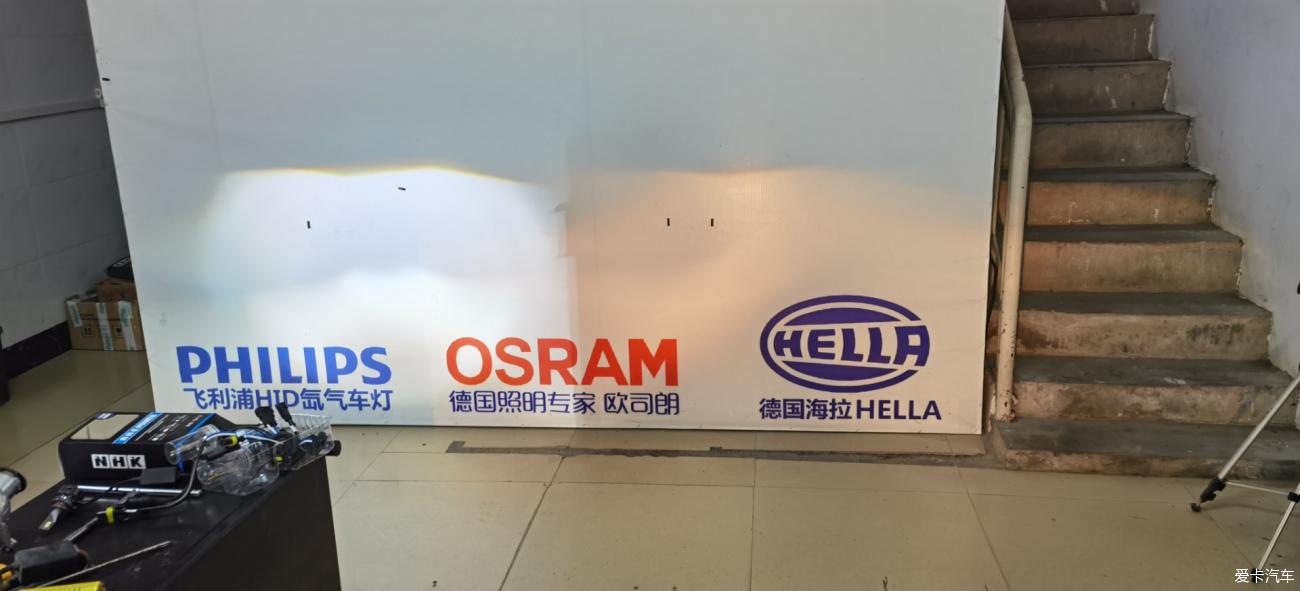 PHILIPS
飞利浦HID氙气车灯
OSRAM
德国照明专家 欧司朗
HELLA
德国海拉HELLA
NHK
爱卡汽车